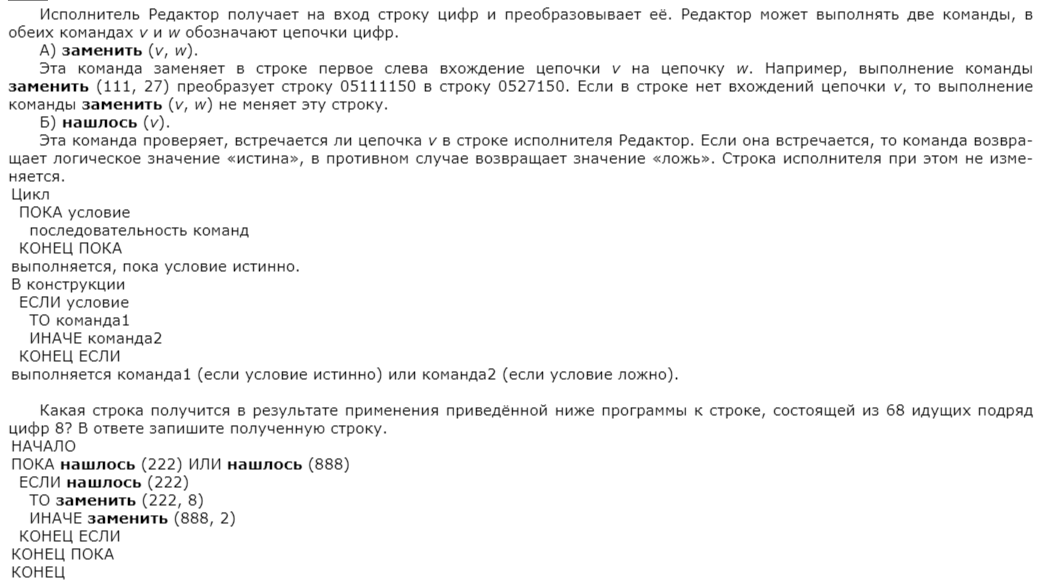 Исполнитель Редактор получает на вход строку цифр и преобразовывает её. Редактор может выполнять две команды, в
обеих командах v и w обозначают цепочки цифр.
А) заменить (v, w).
Эта команда заменяет в строке первое слева вхождение цепочки v на цепочку w. Например, выполнение команды
заменить (111, 27) преобразует строку 05111150 в строку 0527150. Если в строке нет вхождений цепочки v, то выполнение
команды заменить (v, w) не меняет эту строку.
Б) нашлось (v).
Эта команда проверяет, встречается ли цепочка v в строке исполнителя Редактор. Если она встречается, то команда возвра-
щает логическое значение «истина», в противном случае возвращает значение «ложь». Строка исполнителя при этом не изме-
няется.
Цикл
ПОКА условие
последовательность команд
КОНЕЦ ПОКА
выполняется, пока условие истинно.
В конструкции
ЕСЛИ условие
ТО команда1
ИНАЧЕ команда2
КОНЕЦ ЕСЛИ
выполняется команда1 (если условие истинно) или команда2 (если условие ложно).
Какая строка получится в результате применения приведённой ниже программы к строке, состоящей из 68 идущих подряд
цифр 8? В ответе запишите полученную строку.
НАЧАЛО
ПОКА нашлось (222) ИЛИ нашлось (888)
ЕСЛИ нашлось (222)
ТО заменить (222, 8)
ИНАЧЕ заменить (888, 2)
КОНЕЦ ЕСЛИ
КОНЕЦ ПОКА
КОНЕЦ